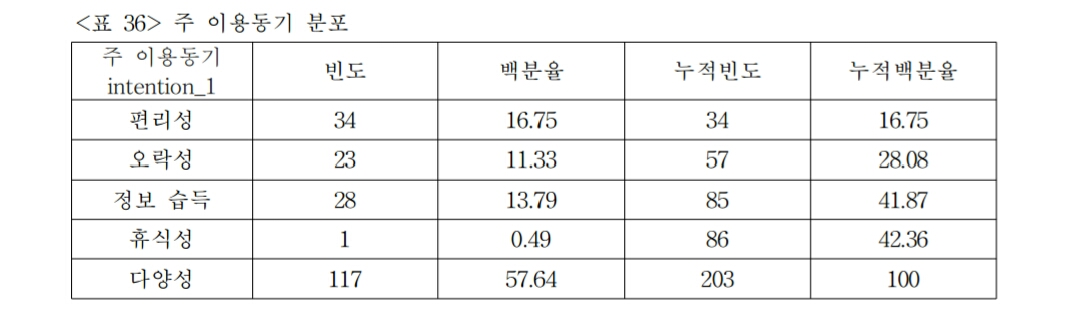 <표 36> 주 이용동기 분포
주 이용동기
intention_1 빈도 백분율 누적빈도 누적백분율
편리성 34 16.75 34 16.75
오락성 23 11.33 57 28.08
정보 습득 28 13.79 85 41.87
휴식성 1 0.49 86 42.36
다양성 117 57.64 203 100